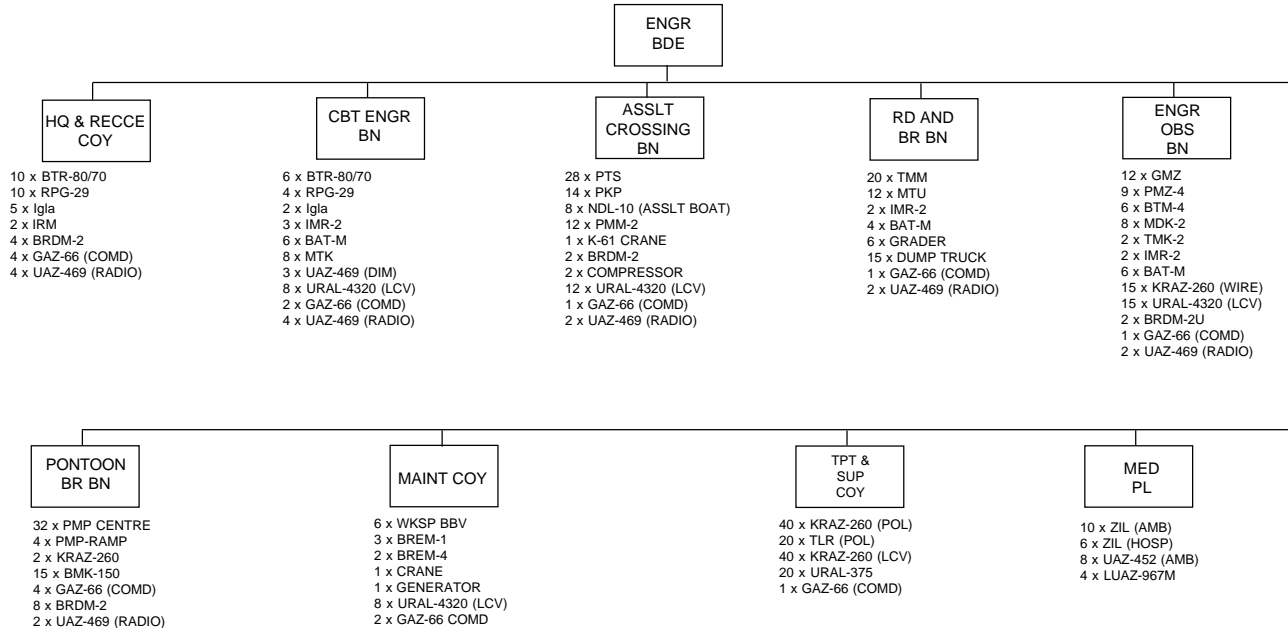 ENGR
BDE
HQ & RECCE
COY
10 x BTR-80/70
10 x RPG-29
5 x Igla
2 x IRM
4 x BRDM-2
4 x GAZ-66 (COMD)
4 x UAZ-469 (RADIO)
CBT ENGR
BN
6 x BTR-80/70
4 x RPG-29
2 x Igla
3 x IMR-2
6 x BAT-M
8 x MTK
3 x UAZ-469 (DIM)
8 x URAL-4320 (LCV)
2 x GAZ-66 (COMD)
4 x UAZ-469 (RADIO)
ASSLT
CROSSING
BN
28 x PTS
14 x PKP
8 x NDL-10 (ASSLT BOAT)
12 x PMM-2
1 x K-61 CRANE
2 x BRDM-2
2 x COMPRESSOR
12 x URAL-4320 (LCV)
1 x GAZ-66 (COMD)
2 x UAZ-469 (RADIO)
RD AND
BR BN
20 x TMM
12 x MTU
2 x IMR-2
4 x BAT-M
6 x GRADER
15 x DUMP TRUCK
1 x GAZ-66 (COMD)
2 x UAZ-469 (RADIO)
ENGR
OBS
BN
12 x GMZ
9 x PMZ-4
6 x BTM-4
8 x MDK-2
2 x TMK-2
2 x IMR-2
6 x BAT-M
15 x KRAZ-260 (WIRE)
15 x URAL-4320 (LCV)
2 x BRDM-2U
1 x GAZ-66 (COMD)
2 x UAZ-469 (RADIO)
PONTOON
BR BN
32 x PMP CENTRE
4 x PMP-RAMP
2 x KRAZ-260
15 x BMK-150
4 x GAZ-66 (COMD)
8 x BRDM-2
2 x UAZ-469 (RADIO)
MAINT COY
6 x WKSP BBV
3 x BREM-1
2 x BREM-4
1 x CRANE
1 x GENERATOR
8 x URAL-4320 (LCV)
2 x GAZ-66 COMD
TPT &
SUP
COY
40 x KRAZ-260 (POL)
20 x TLR (POL)
40 x KRAZ-260 (LCV)
20 x URAL-375
1 x GAZ-66 (COMD)
MED
PL
10 x ZIL (AMB)
6 x ZIL (HOSP)
8 x UAZ-452 (AMB)
4 x LUAZ-967M